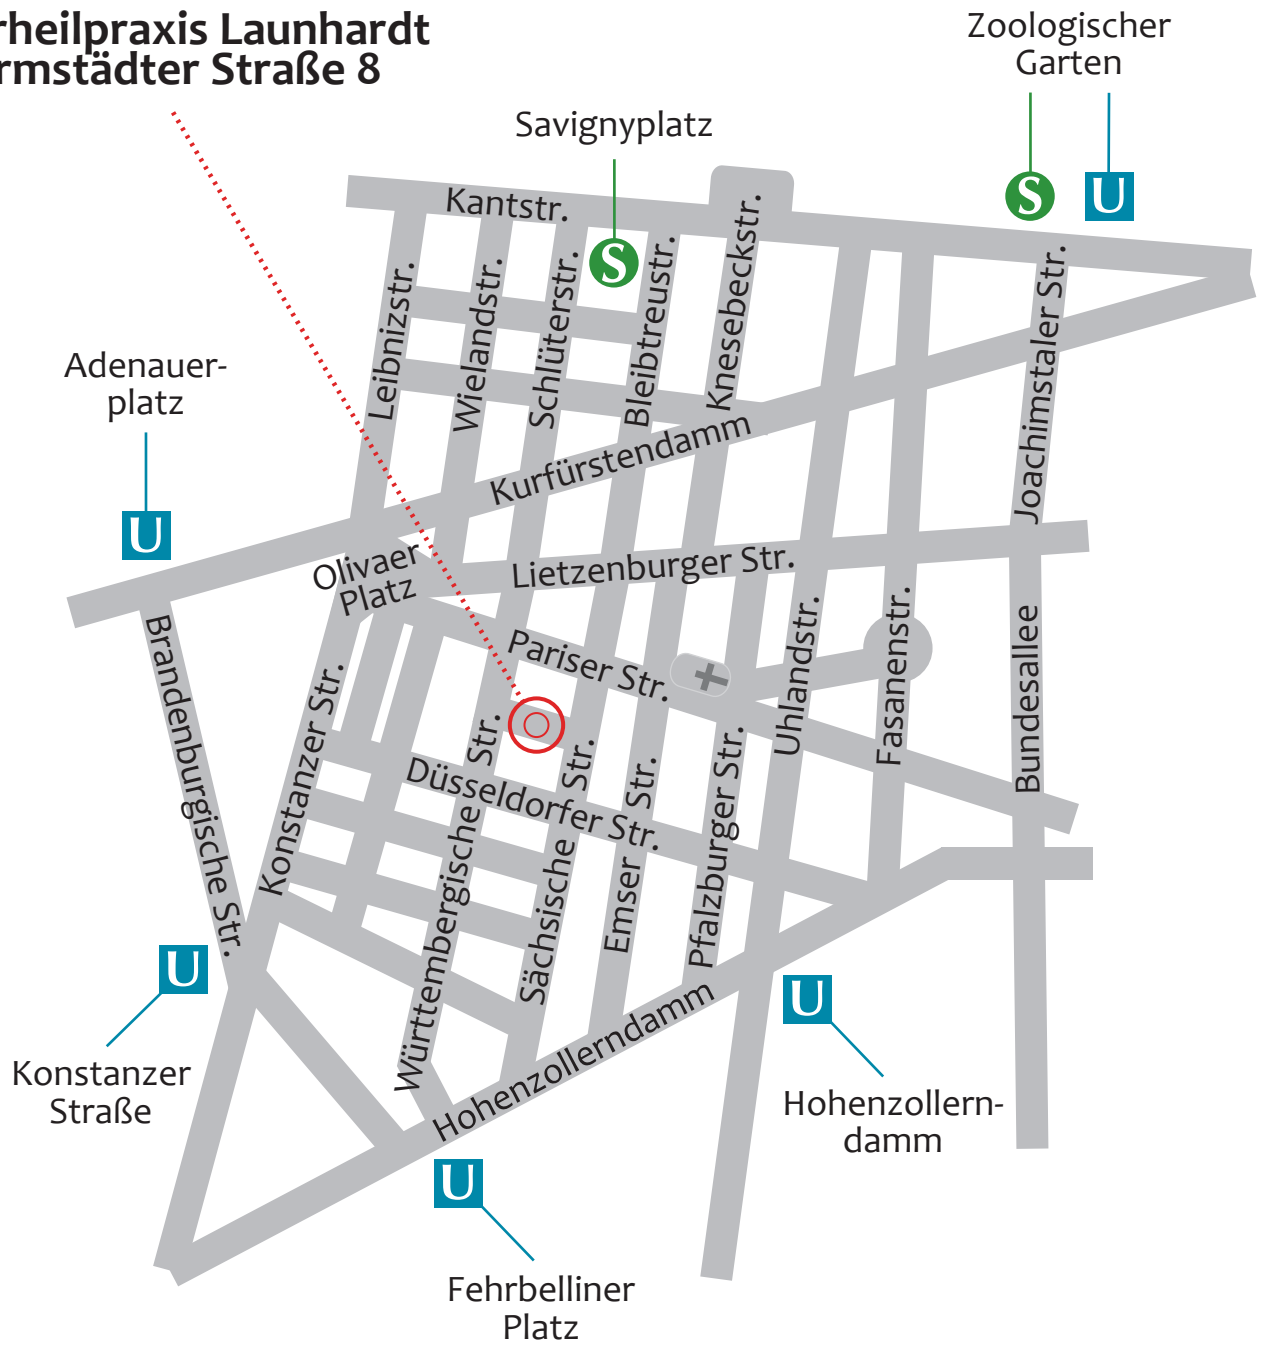 rheilpraxis Launhardt
rmstädter Straße 8
Zoologischer
Garten
Savignyplatz
S
U
Kantstr.
S
Leibnizstr.
Wielandstr.
Schlüterstr.
Bleibtreustr.
Knesebeckstr.
Joachimstaler Str.
Adenauer-
platz
U
Kurfürstendamm
Olivaer
Platz
Lietzenburger Str.
Brandenburgische Str.
Konstanzer Str.
Pariser Str.
Uhlandstr.
Fasanenstr.
Bundesallee
Düsseldorfer Str.
Württembergische Str.
Sächsische Str.
Emser Str.
Pfalzburger Str.
U
Konstanzer
Straße
Hohenzollerndamm
U
Hohenzollern-
damm
U
Fehrbelliner
Platz